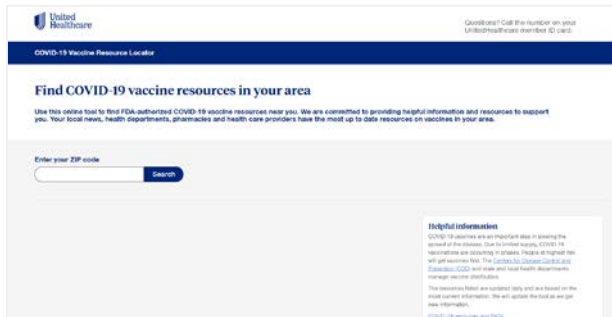 United
Healthcare
Questions? Call the number on your
UnitedHealthcare member ID card.
COVID-19 Vaccine Resource Locator
Find COVID-19 vaccine resources in your area
Use this online tool to find FDA-authorized COVID-19 vaccine resources near you. We are committed to providing helpful information and resources to support
you. Your local news, health departments, pharmacies and health care providers have the most up to date resources on vaccines in your area.
Enter your ZIP code
Search
Helpful information
COVID-19 vaccines are an important step in slowing the
spread of the disease. Due to limited supply, COVID-19
vaccinations are occurring in phases. People at highest risk
will get vaccines first. The Centers for Disease Control and
Prevention (CDC) and state and local health departments
manage vaccine distribution.
The resources listed are updated daily and are based on the
most current information. We will update the tool as we get
new information.
COVID-19 resources and FAQs